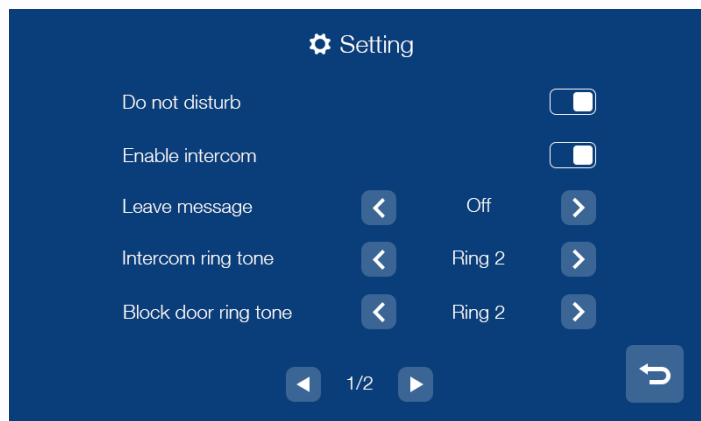 Setting
Do not disturb
Enable intercom
Leave message Off
Intercom ring tone Ring 2
Block door ring tone Ring 2
1/2